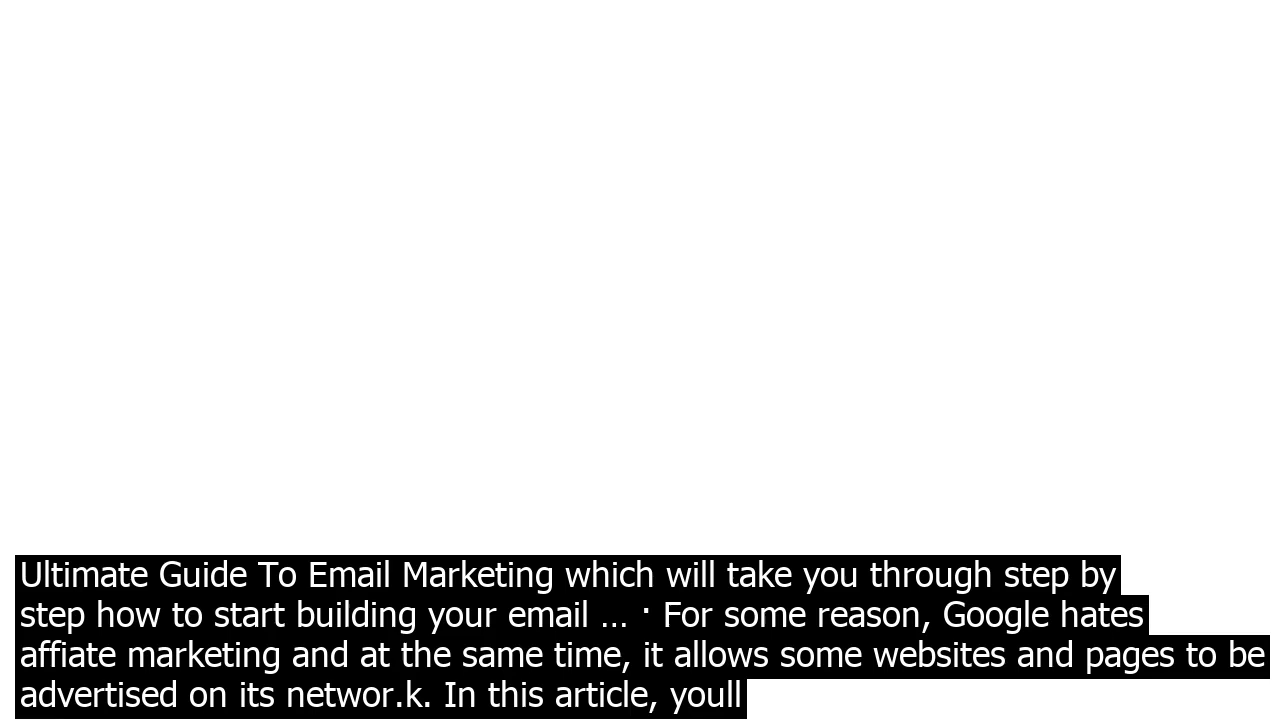 Ultimate Guide To Email Marketing which will take you through step by
step how to start building your email ... · For some reason, Google hates
affiate marketing and at the same time, it allows some websites and pages to be
advertised on its networ.k. In this article, youll